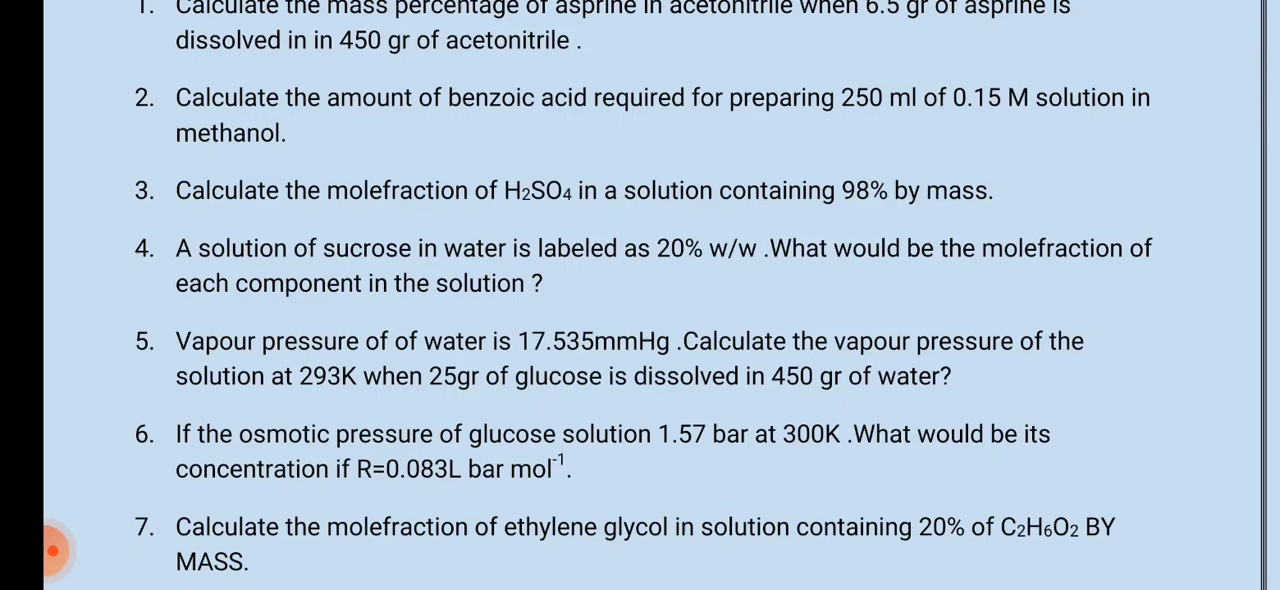 1. Calculate the mass percentage of asprine in acetonitrile when 6.5 gr of asprine is
dissolved in in 450 gr of acetonitrile .
2. Calculate the amount of benzoic acid required for preparing 250 ml of 0.15 M solution in
methanol.
3. Calculate the molefraction of H₂SO₄ in a solution containing 98% by mass.
4. A solution of sucrose in water is labeled as 20% w/w .What would be the molefraction of
each component in the solution ?
5. Vapour pressure of of water is 17.535mmHg .Calculate the vapour pressure of the
solution at 293K when 25gr of glucose is dissolved in 450 gr of water?
6. If the osmotic pressure of glucose solution 1.57 bar at 300K .What would be its
concentration if R=0.083L bar mol⁻¹.
7. Calculate the molefraction of ethylene glycol in solution containing 20% of C₂H₆O₂ BY
MASS.